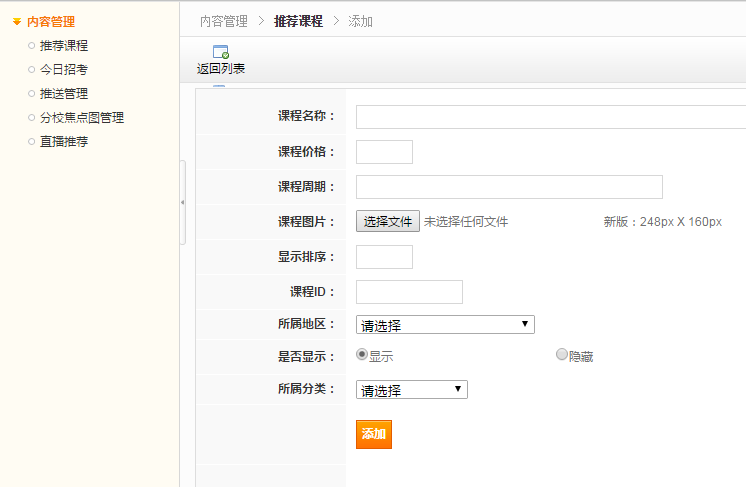 内容管理
推荐课程
今日招考
推送管理
分校焦点图管理
直播推荐
内容管理 > 推荐课程 > 添加
返回列表
课程名称：
课程价格：
课程周期：
课程图片： 选择文件 未选择任何文件 新版：248px X 160px
显示排序：
课程ID：
所属地区： 请选择
是否显示： 显示 隐藏
所属分类： 请选择
添加